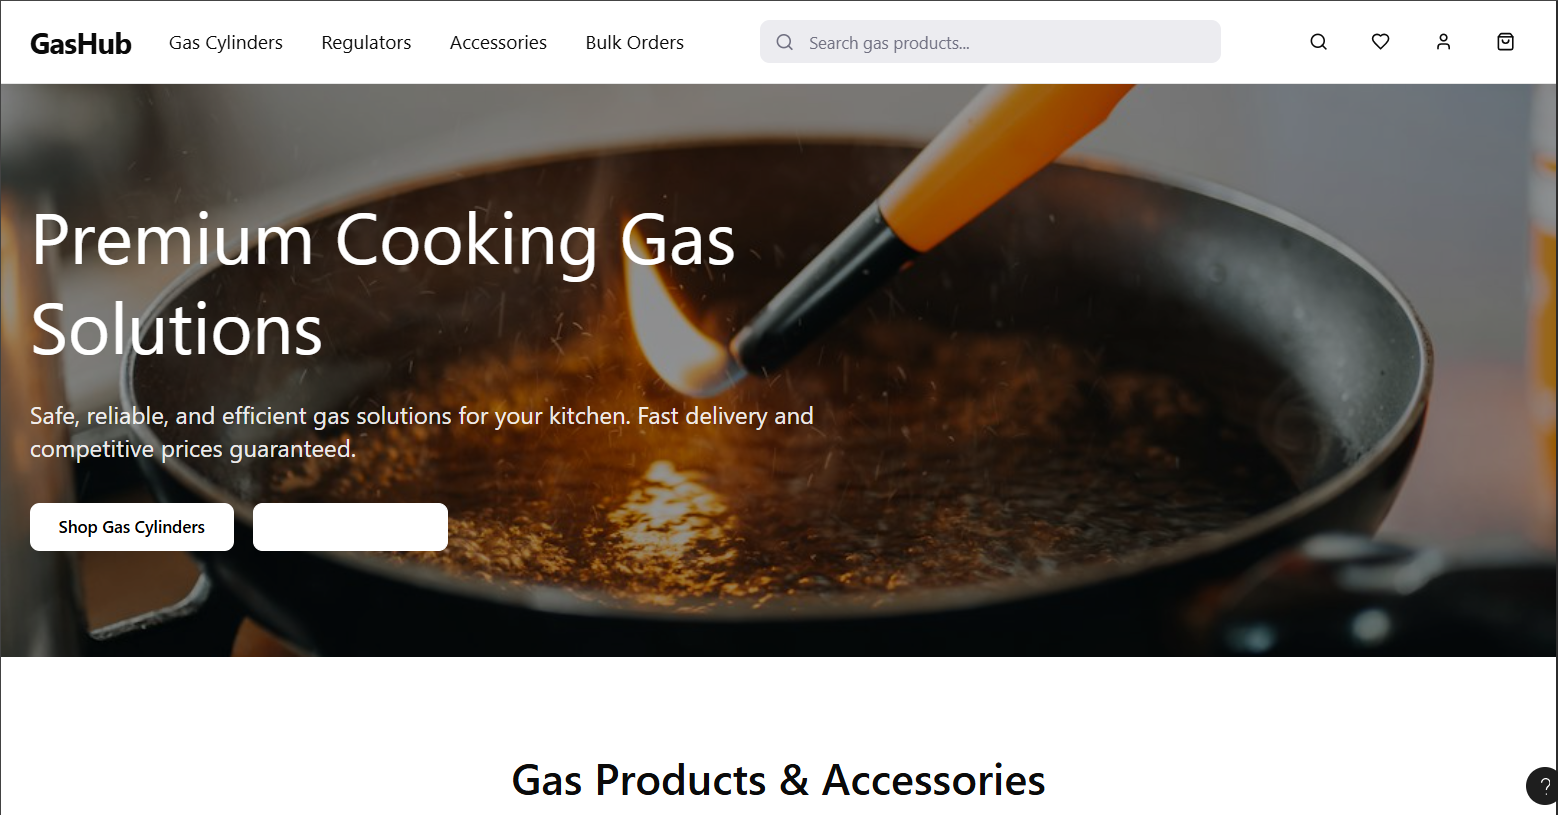 GasHub
Gas Cylinders
Regulators
Accessories
Bulk Orders
Search gas products...
Premium Cooking Gas
Solutions
Safe, reliable, and efficient gas solutions for your kitchen. Fast delivery and
competitive prices guaranteed.
Shop Gas Cylinders
Gas Products & Accessories
?